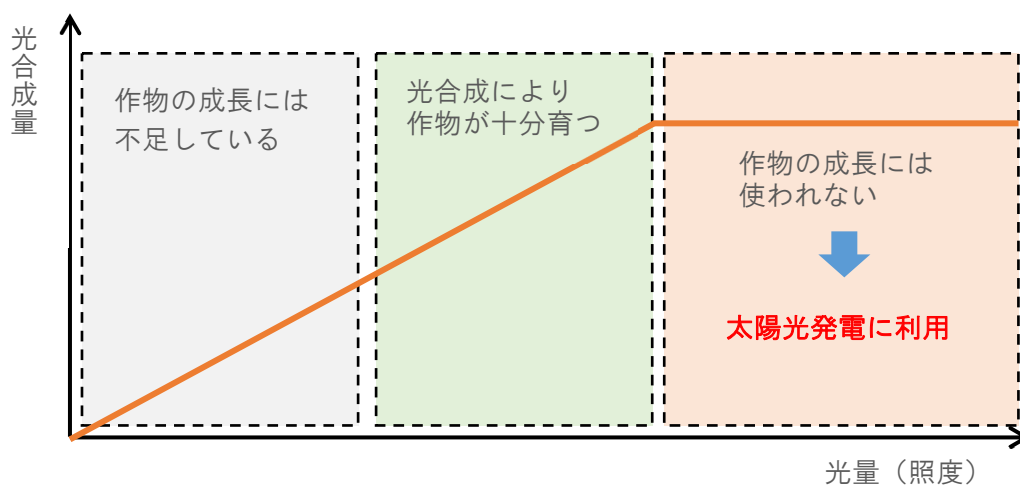 光合成量
作物の成長には
不足している
光合成により
作物が十分育つ
作物の成長には
使われない
太陽光発電に利用
光量（照度）